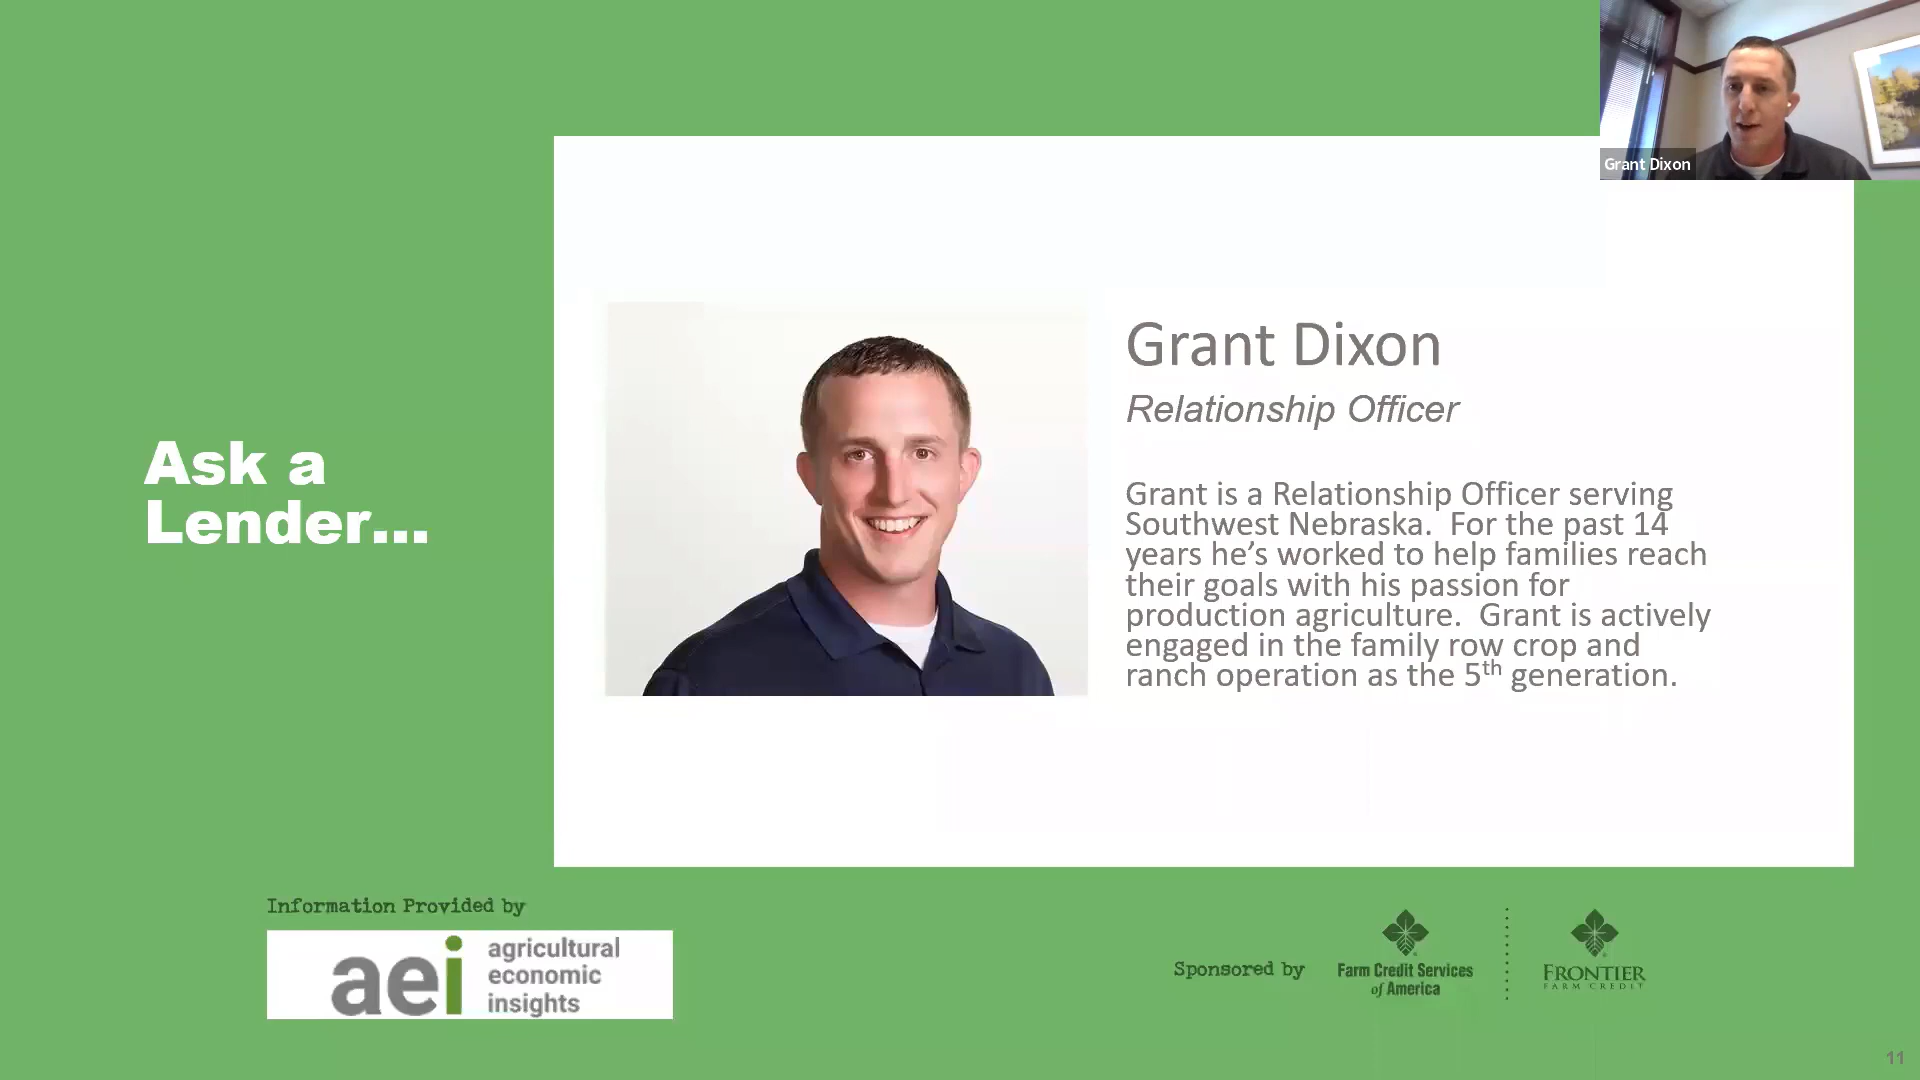 Grant Dixon
Ask a
Lender...
Grant Dixon
Relationship Officer
Grant is a Relationship Officer serving
Southwest Nebraska.  For the past 14
years he’s worked to help families reach
their goals with his passion for
production agriculture.  Grant is actively
engaged in the family row crop and
ranch operation as the 5th generation.
Information Provided by
aei
agricultural
economic
insights
Sponsored by
Farm Credit Services
of America
FRONTIER
FARM CREDIT
11